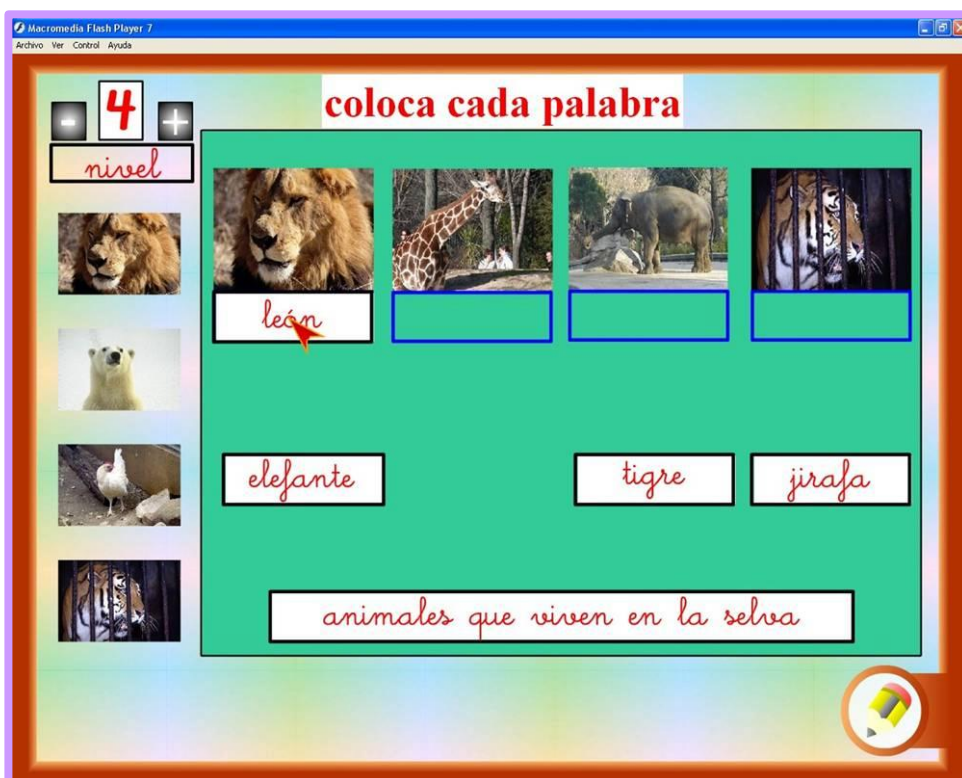 Macromedia Flash Player 7
Archivo Ver Control Ayuda
4
- +
coloca cada palabra
nivel
león
elefante tigre jirafa
animales que viven en la selva